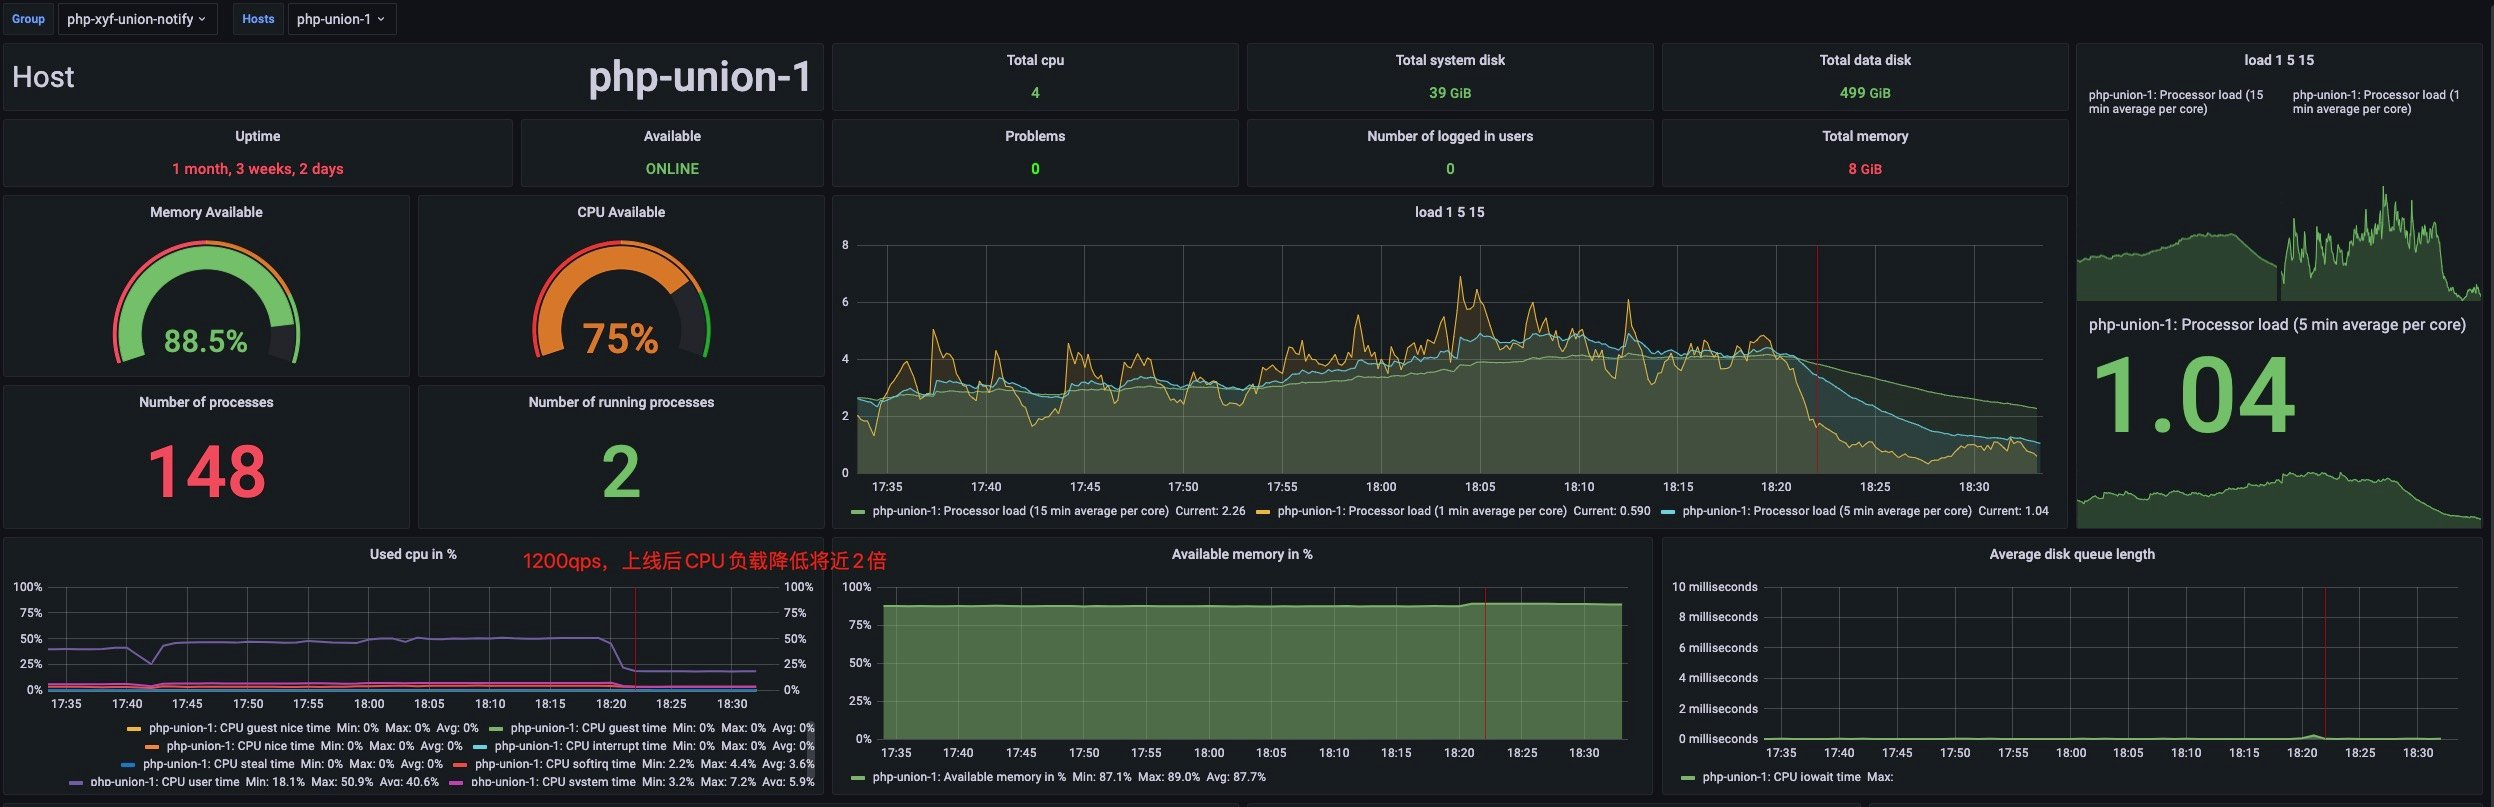 Group php-xyf-union-notify Hosts php-union-1
Host php-union-1
Total cpu
4
Total system disk
39 GiB
Total data disk
499 GiB
load 1 5 15
php-union-1: Processor load (15 min average per core)
php-union-1: Processor load (1 min average per core)
Uptime
1 month, 3 weeks, 2 days
Available
ONLINE
Problems
0
Number of logged in users
0
Total memory
8 GiB
Memory Available
88.5%
CPU Available
75%
load 1 5 15
8
6
4
2
0
17:35 17:40 17:45 17:50 17:55 18:00 18:05 18:10 18:15 18:20 18:25 18:30
php-union-1: Processor load (15 min average per core) Current: 2.26 php-union-1: Processor load (1 min average per core) Current: 0.590 php-union-1: Processor load (5 min average per core) Current: 1.04
php-union-1: Processor load (5 min average per core)
1.04
Number of processes
148
Number of running processes
2
Used cpu in %
1200qps，上线后CPU负载降低将近2倍
100% 100%
75% 75%
50% 50%
25% 25%
0% 0%
17:35 17:40 17:45 17:50 17:55 18:00 18:05 18:10 18:15 18:20 18:25 18:30
php-union-1: CPU guest nice time Min: 0% Max: 0% Avg: 0% php-union-1: CPU guest time Min: 0% Max: 0% Avg: 0%
php-union-1: CPU nice time Min: 0% Max: 0% Avg: 0% php-union-1: CPU interrupt time Min: 0% Max: 0% Avg: 0%
php-union-1: CPU steal time Min: 0% Max: 0% Avg: 0% php-union-1: CPU softirq time Min: 2.2% Max: 4.4% Avg: 3.6%
php-union-1: CPU user time Min: 18.1% Max: 50.9% Avg: 40.6% php-union-1: CPU system time Min: 3.2% Max: 7.2% Avg: 5.9%
Available memory in %
100%
75%
50%
25%
0%
17:35 17:40 17:45 17:50 17:55 18:00 18:05 18:10 18:15 18:20 18:25 18:30
php-union-1: Available memory in % Min: 87.1% Max: 89.0% Avg: 87.7%
Average disk queue length
10 milliseconds
8 milliseconds
6 milliseconds
4 milliseconds
2 milliseconds
0 milliseconds
17:35 17:40 17:45 17:50 17:55 18:00 18:05 18:10 18:15 18:20 18:25 18:30
php-union-1: CPU iowait time Max: